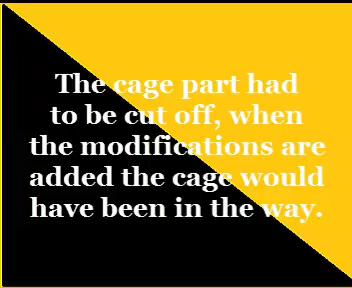 The cage part had
to be cut off, when
the modifications are
added the cage would
have been in the way.